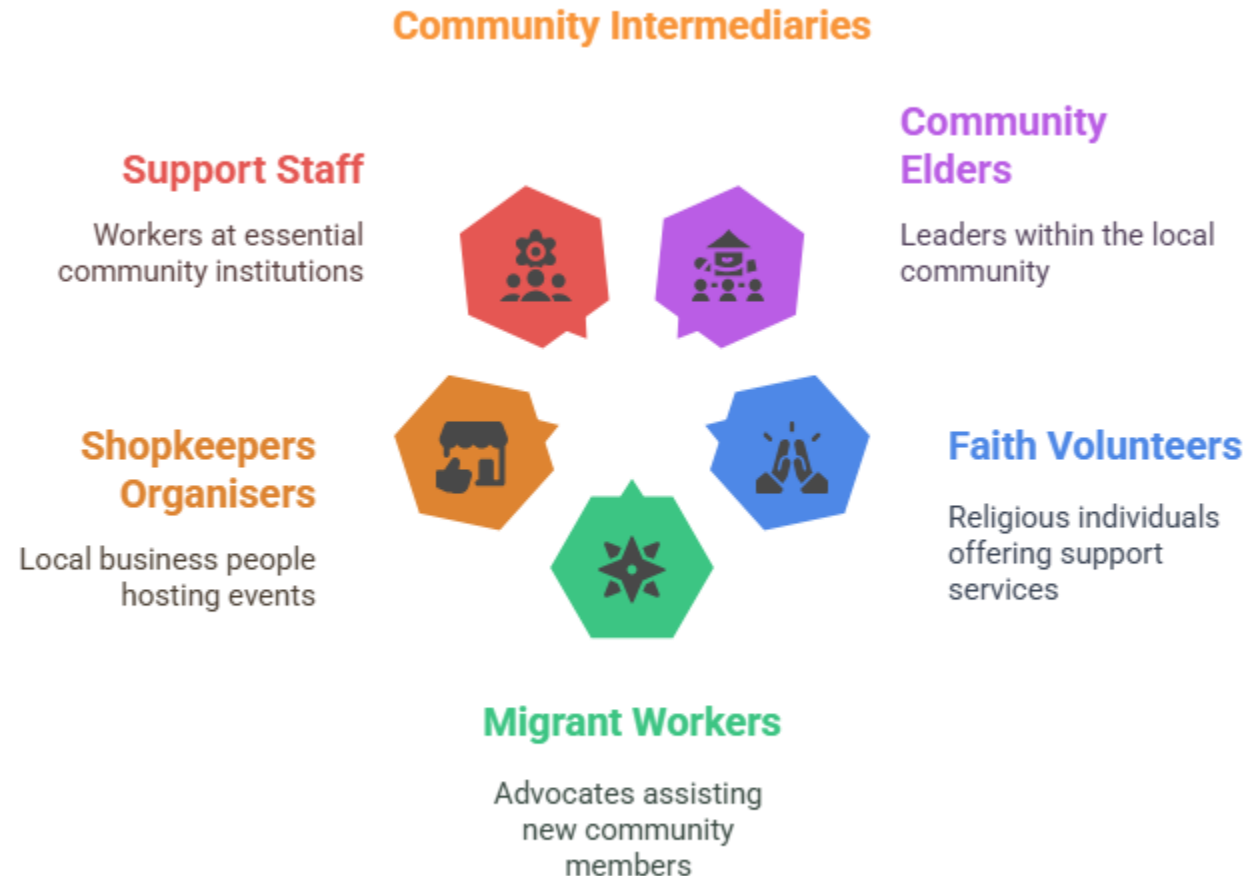 Community Intermediaries
Support Staff
Workers at essential
community institutions
Community
Elders
Leaders within the local
community
Shopkeepers
Organisers
Local business people
hosting events
Faith Volunteers
Religious individuals
offering support
services
Migrant Workers
Advocates assisting
new community
members